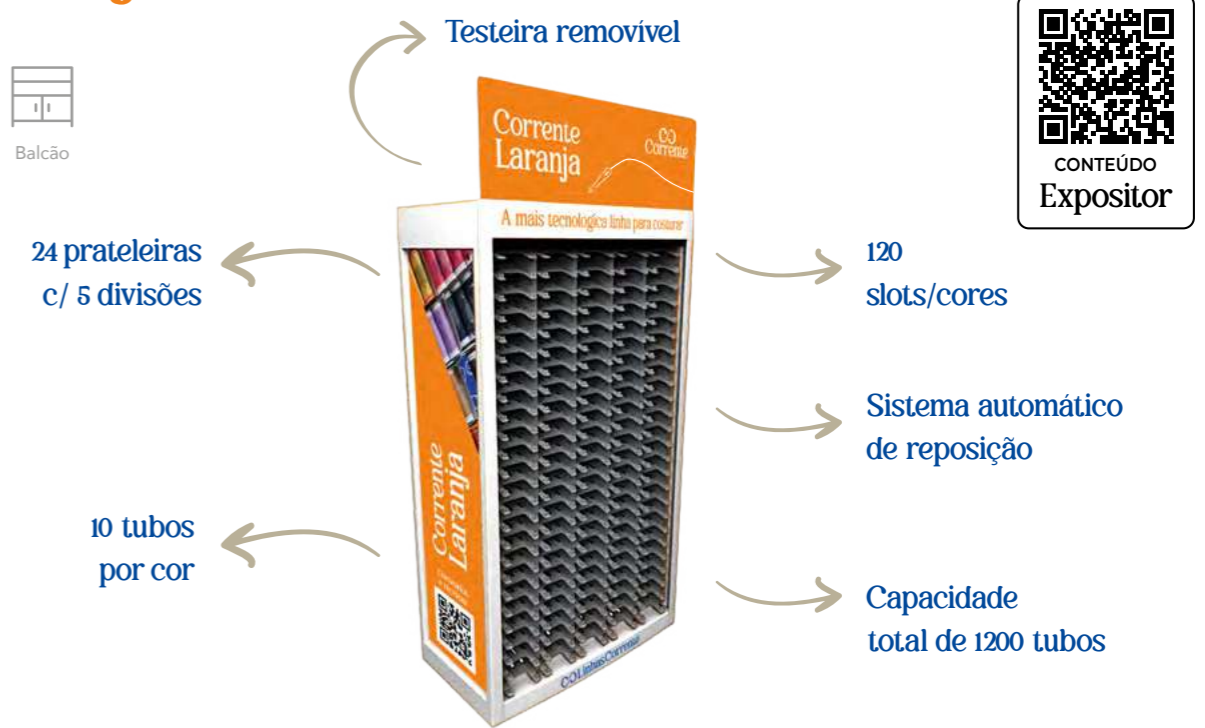 Testeira removível
Balcão
CONTEÚDO
Expositor
Corrente
Laranja
Corrente
A mais tecnológica linha para costurar
24 prateleiras
c/ 5 divisões
120
slots/cores
Sistema automático
de reposição
Corrente
Laranja
10 tubos
por cor
Capacidade
total de 1200 tubos
LinhasCorrente